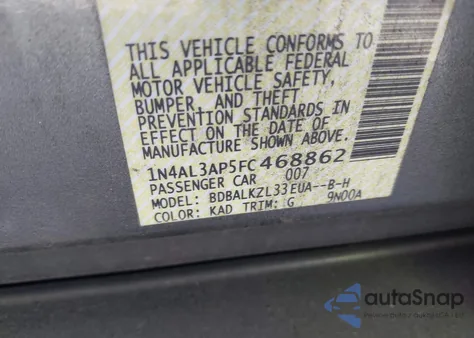 THIS VEHICLE CONFORMS TO
ALL APPLICABLE FEDERAL
MOTOR VEHICLE SAFETY,
BUMPER, AND THEFT
PREVENTION STANDARDS IN
EFFECT ON THE DATE OF
MANUFACTURE SHOWN ABOVE.
1N4AL3AP5FC468862
PASSENGER CAR 007
MODEL: BDBALKZL33EUA--B-H
COLOR: KAD TRIM: G 9N00A
autoSnap